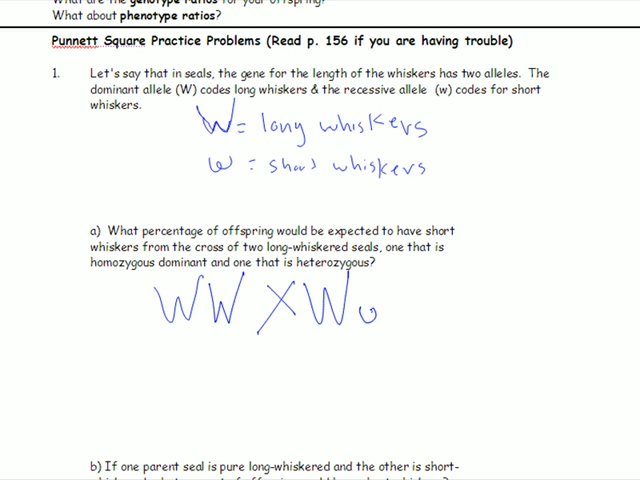 What are the genotype ratios for your offspring?
What about phenotype ratios?
Punnett Square Practice Problems (Read p. 156 if you are having trouble)
1. Let's say that in seals, the gene for the length of the whiskers has two alleles. The
dominant allele (W) codes long whiskers & the recessive allele (w) codes for short
whiskers.
W = long whiskers
w = short whiskers
a) What percentage of offspring would be expected to have short
whiskers from the cross of two long-whiskered seals, one that is
homozygous dominant and one that is heterozygous?
WW X W
b) If one parent seal is pure long-whiskered and the other is short-